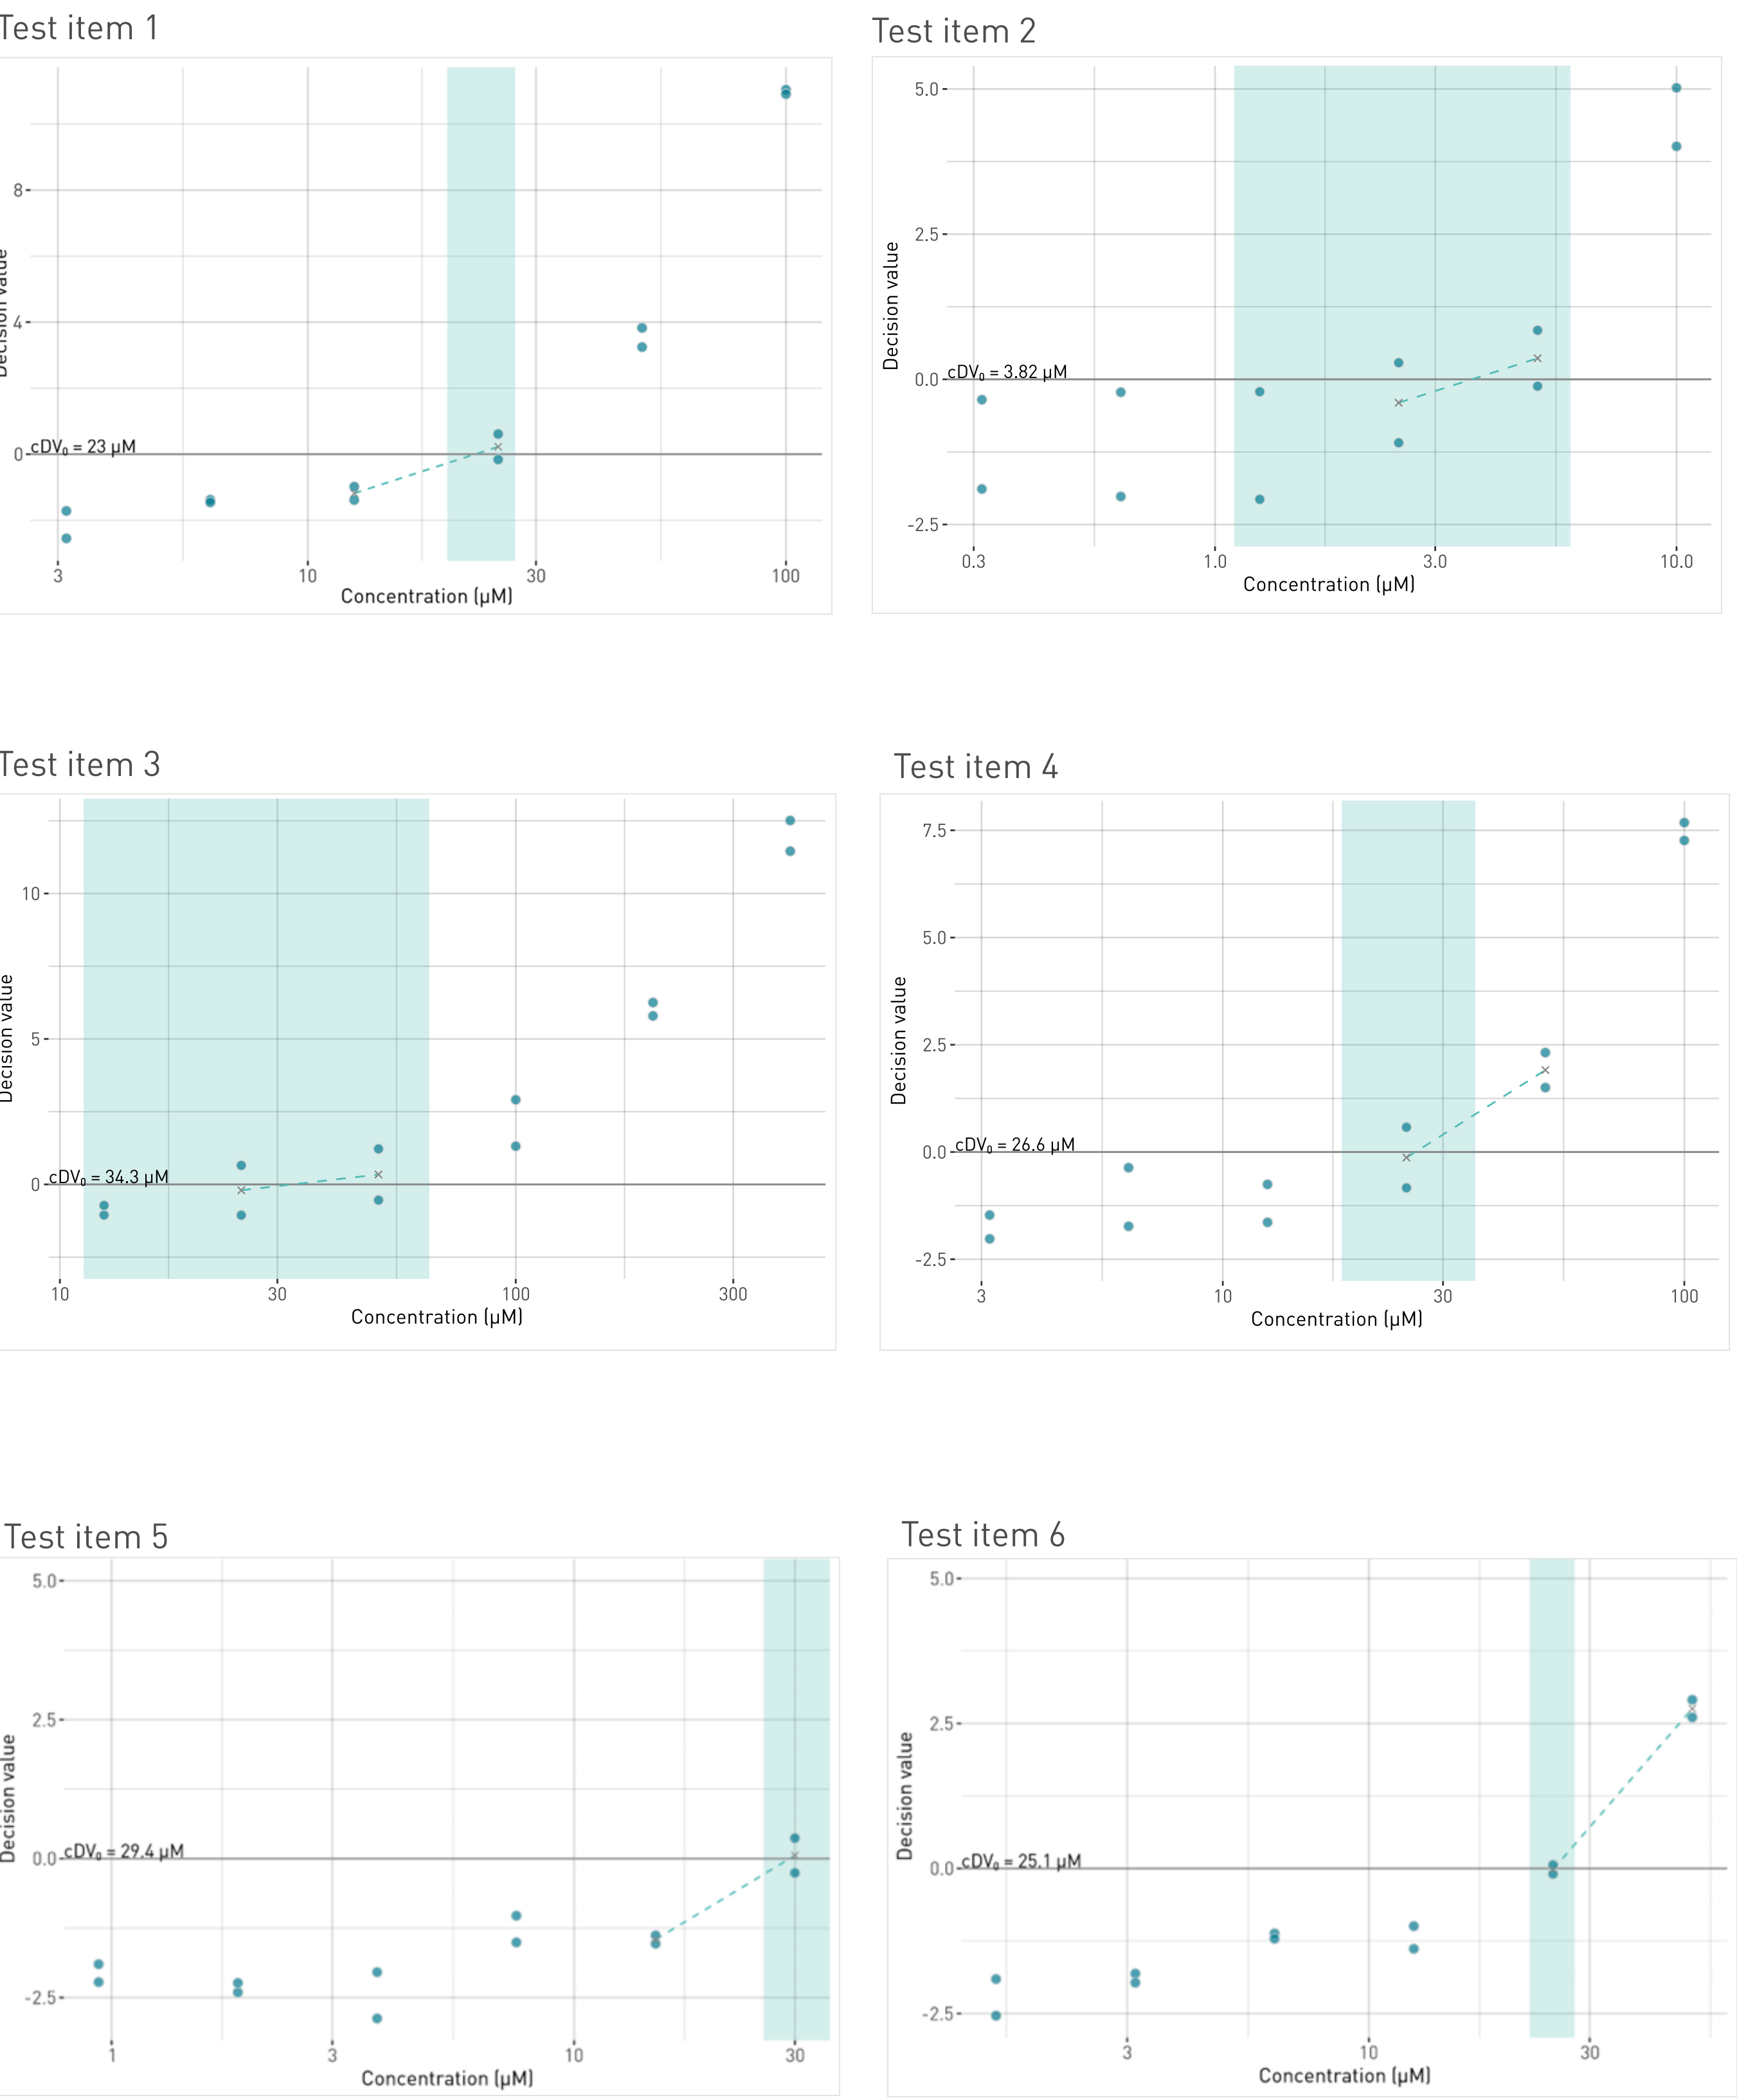 Test item 1
8
4
0
cDV₀ = 23 µM
Decision value
3 10 30 100
Concentration (µM)
Test item 2
5.0
2.5
0.0
-2.5
cDV₀ = 3.82 µM
Decision value
0.3 1.0 3.0 10.0
Concentration (µM)
Test item 3
10
5
0
cDV₀ = 34.3 µM
Decision value
10 30 100 300
Concentration (µM)
Test item 4
7.5
5.0
2.5
0.0
-2.5
cDV₀ = 26.6 µM
Decision value
3 10 30 100
Concentration (µM)
Test item 5
5.0
2.5
0.0
-2.5
cDV₀ = 29.4 µM
Decision value
1 3 10 30
Concentration (µM)
Test item 6
5.0
2.5
0.0
-2.5
cDV₀ = 25.1 µM
Decision value
3 10 30
Concentration (µM)